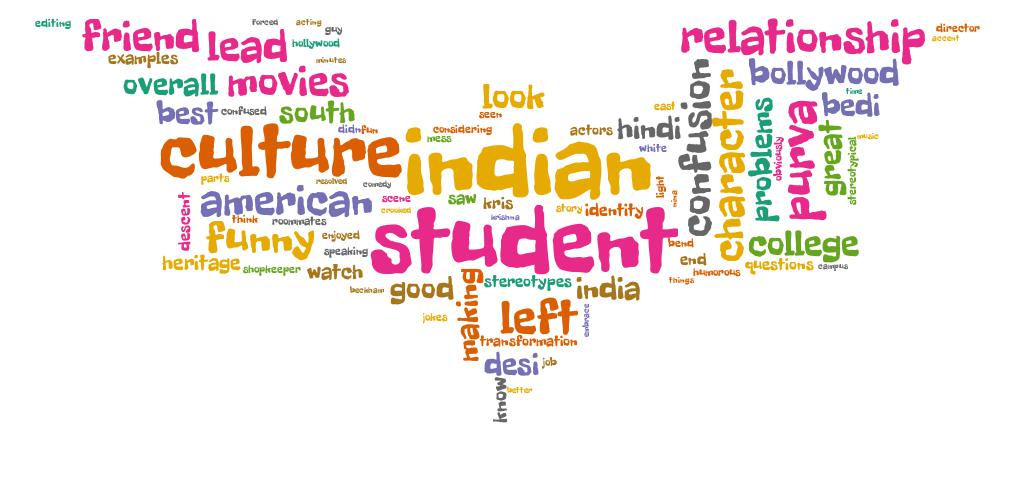 editing
friend
lead
forced
acting
guy
hollywood
minutes
examples
overall
movies
best
confused
south
look
seen
relationship
director
accent
bollywood
time
bedi
east
culture
didn
fun
considering
mess
indian
actors
hindi
white
confusion
character
problems
obviously
purva
great
stereotypical
music
parts
resolved
comedy
american
scene
crooked
saw
kris
krishna
story
identity
light
nina
descent
think
roommates
funny
enjoyed
speaking
student
bend
end
humorous
things
college
questions
campus
heritage
shopkeeper
watch
beckham
good
making
stereotypes
india
jokes
left
embrace
transformation
desi
job
know
better